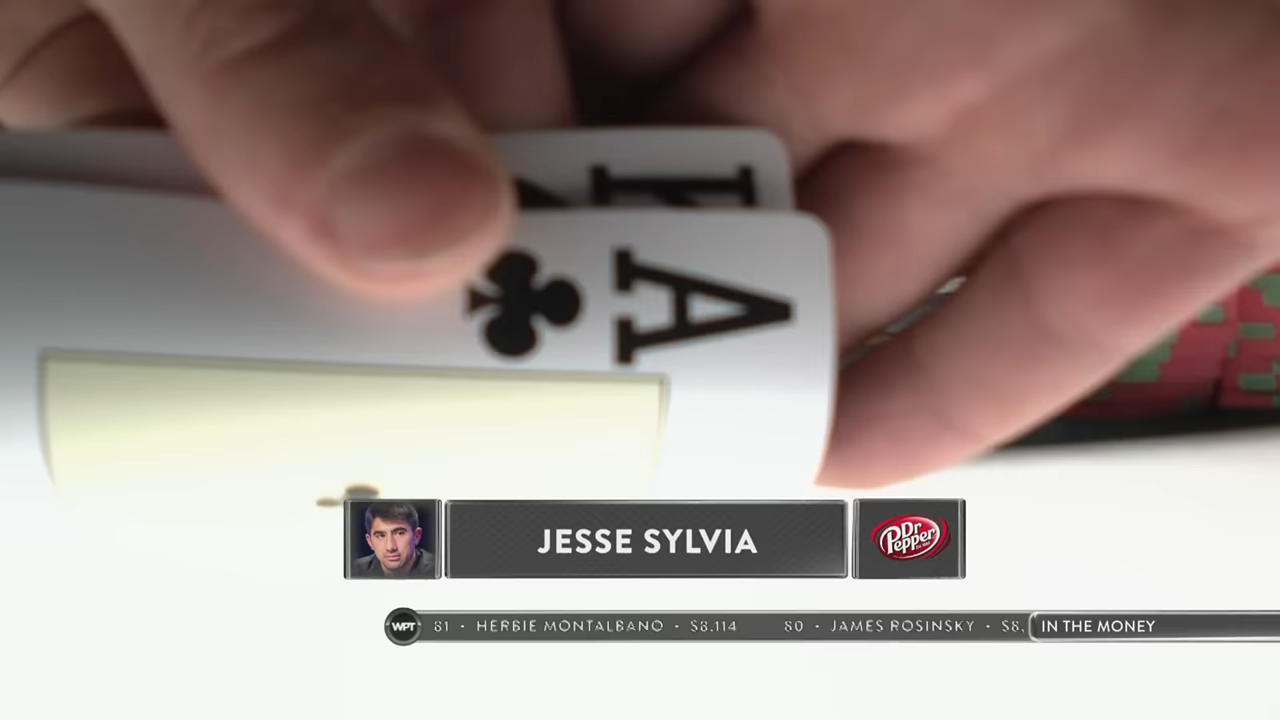 A
JESSE SYLVIA
Dr Pepper
WPT
81 • HERBIE MONTALBANO • $8,114 80 • JAMES ROSINSKY • $8, IN THE MONEY